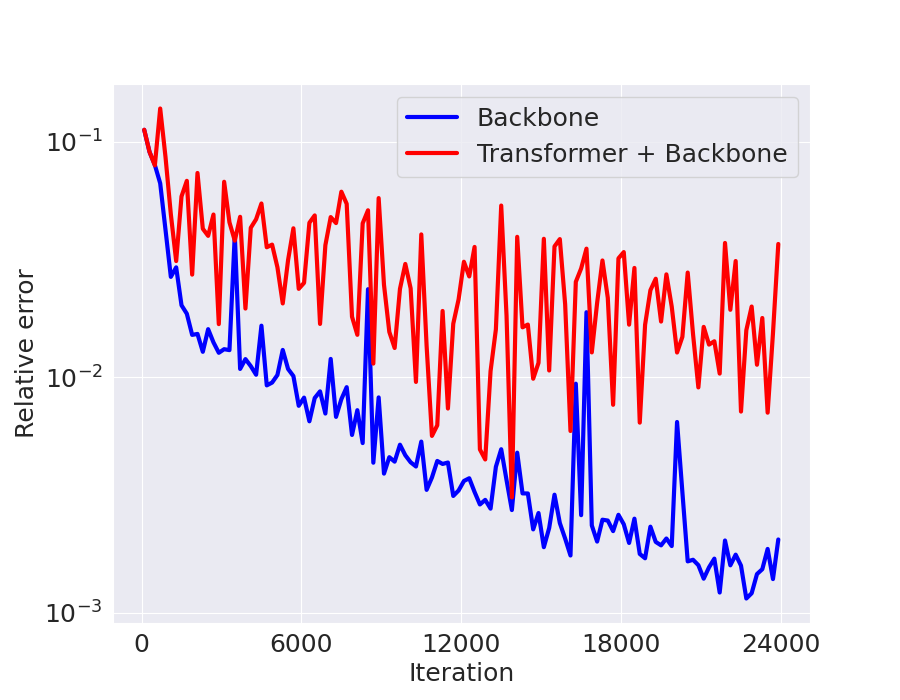 Backbone
Transformer + Backbone
10⁻¹
10⁻²
10⁻³
Relative error
0 6000 12000 18000 24000
Iteration